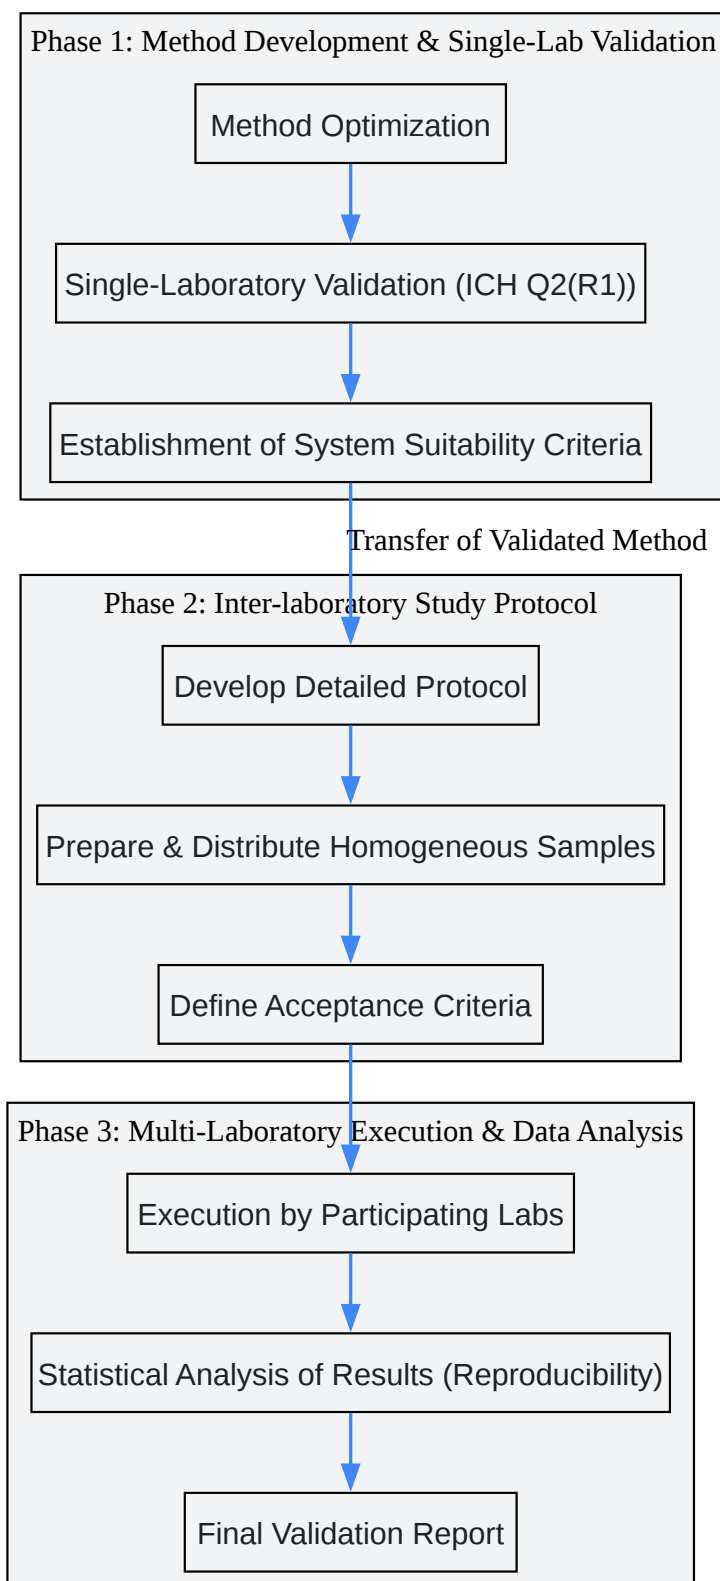 Phase 1: Method Development & Single-Lab Validation
Method Optimization
Single-Laboratory Validation (ICH Q2(R1))
Establishment of System Suitability Criteria
Transfer of Validated Method
Phase 2: Inter-laboratory Study Protocol
Develop Detailed Protocol
Prepare & Distribute Homogeneous Samples
Define Acceptance Criteria
Phase 3: Multi-Laboratory Execution & Data Analysis
Execution by Participating Labs
Statistical Analysis of Results (Reproducibility)
Final Validation Report